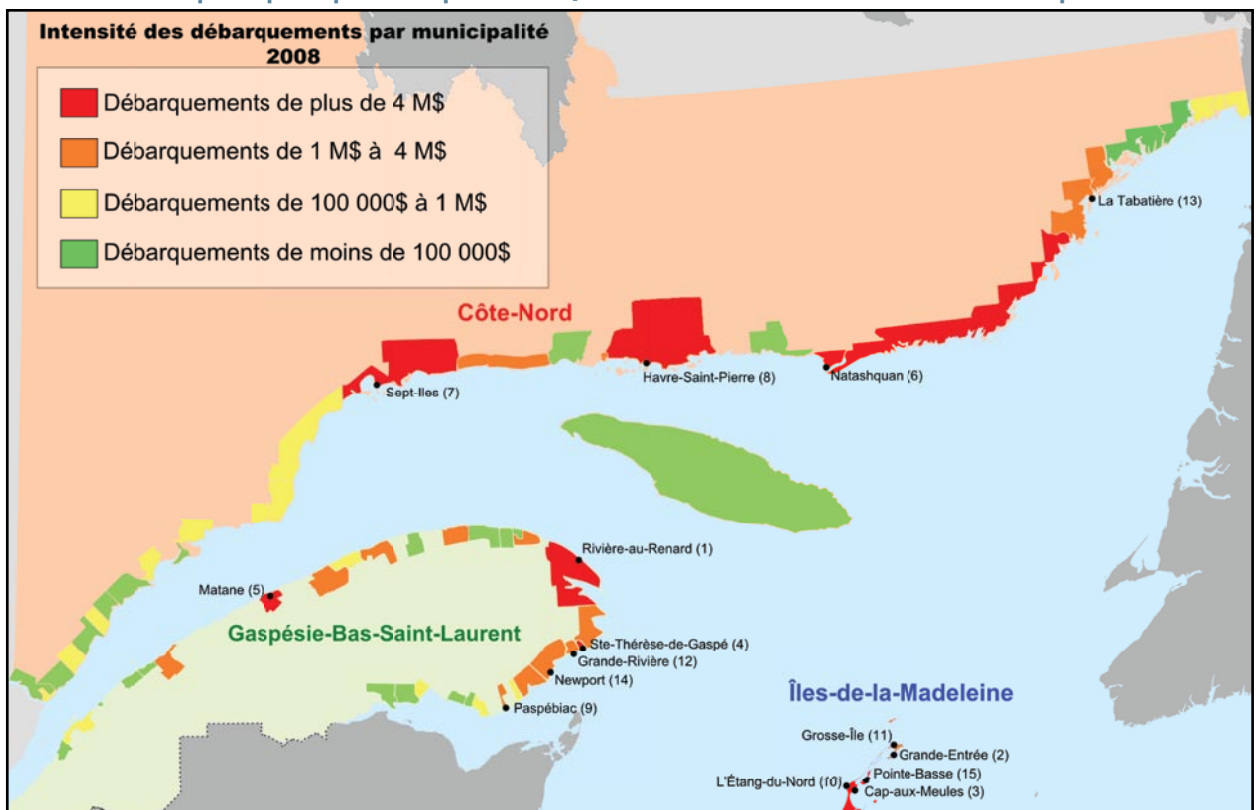 Intensité des débarquements par municipalité
2008
Débarquements de plus de 4 M$
Débarquements de 1 M$ à 4 M$
Débarquements de 100 000$ à 1 M$
Débarquements de moins de 100 000$
La Tabatière (13)
Côte-Nord
Havre-Saint-Pierre (8)
Natashquan (6)
Sept-Iles (7)
Rivière-au-Renard (1)
Matane (5)
Gaspésie-Bas-Saint-Laurent
Ste-Thérèse-de-Gaspé (4)
Grande-Rivière (12)
Newport (14)
Îles-de-la-Madeleine
Paspébiac (9)
Grosse-Île (11)
Grande-Entrée (2)
Pointe-Basse (15)
L'Étang-du-Nord (10)
Cap-aux-Meules (3)